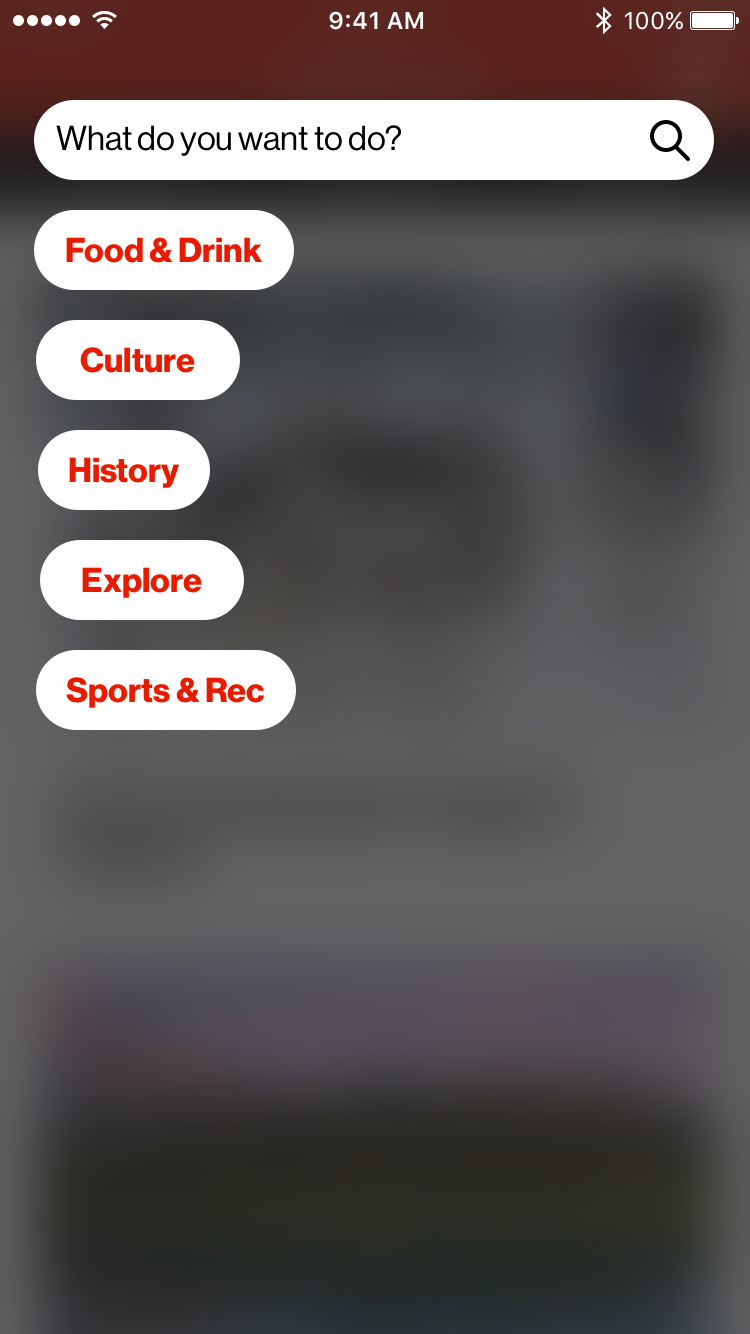 9:41 AM 100%
What do you want to do?
Food & Drink
Culture
History
Explore
Sports & Rec